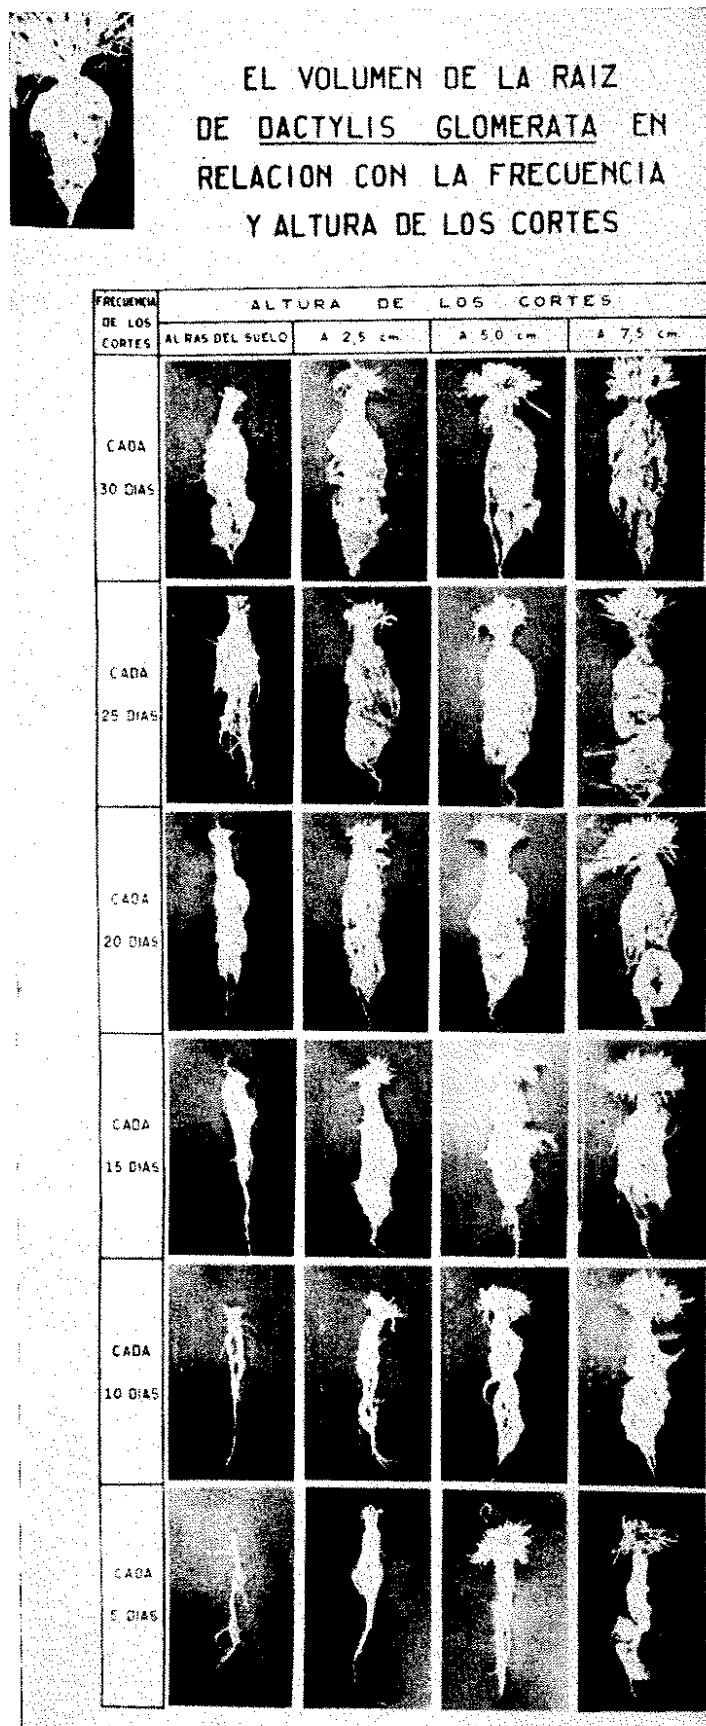 EL VOLUMEN DE LA RAIZ
DE DACTYLIS GLOMERATA EN
RELACION CON LA FRECUENCIA
Y ALTURA DE LOS CORTES
FRECUENCIA
DE LOS
CORTES
ALTURA DE LOS CORTES
AL RAS DEL SUELO
A 2,5 cm.
A 5,0 cm.
A 7,5 cm.
CADA
30 DIAS
CADA
25 DIAS
CADA
20 DIAS
CADA
15 DIAS
CADA
10 DIAS
CADA
5 DIAS